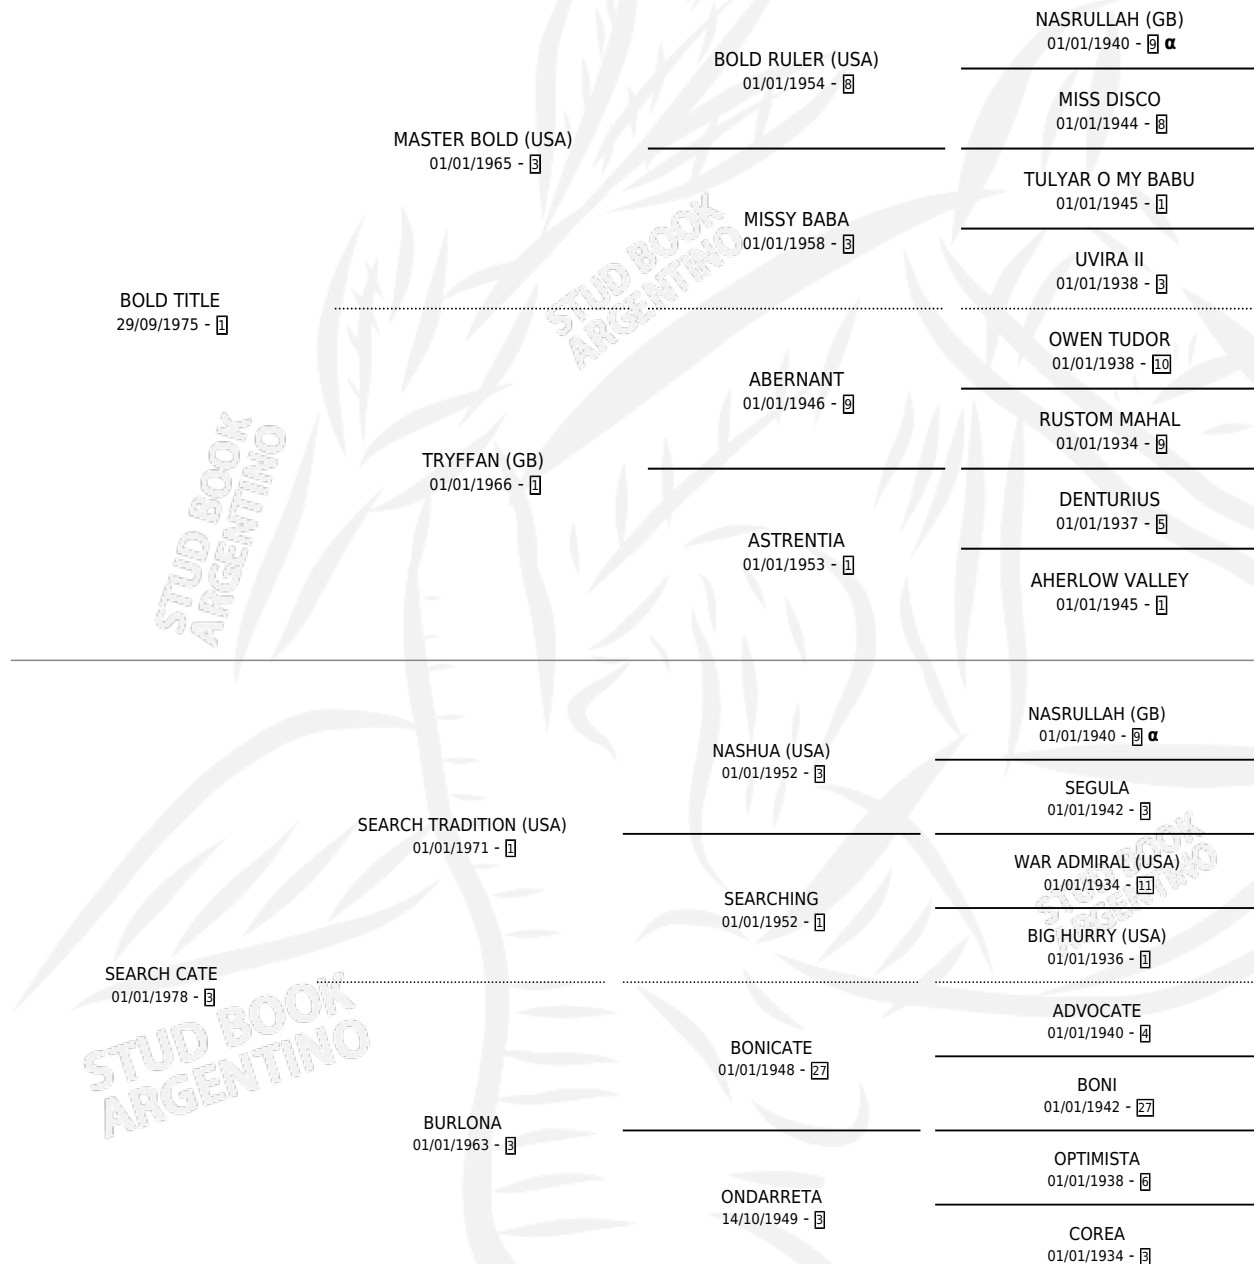 NASRULLAH (GB)
01/01/1940 - 9 α
BOLD RULER (USA)
01/01/1954 - 8
MISS DISCO
01/01/1944 - 8
MASTER BOLD (USA)
01/01/1965 - 3
TULYAR O MY BABU
01/01/1945 - 1
MISSY BABA
01/01/1958 - 3
UVIRA II
01/01/1938 - 3
BOLD TITLE
29/09/1975 - 1
OWEN TUDOR
01/01/1938 - 10
ABERNANT
01/01/1946 - 9
RUSTOM MAHAL
01/01/1934 - 9
TRYFFAN (GB)
01/01/1966 - 1
DENTURIUS
01/01/1937 - 5
ASTRENTIA
01/01/1953 - 1
AHERLOW VALLEY
01/01/1945 - 1
NASRULLAH (GB)
01/01/1940 - 9 α
NASHUA (USA)
01/01/1952 - 3
SEGULA
01/01/1942 - 3
SEARCH TRADITION (USA)
01/01/1971 - 1
WAR ADMIRAL (USA)
01/01/1934 - 11
SEARCHING
01/01/1952 - 1
BIG HURRY (USA)
01/01/1936 - 1
SEARCH CATE
01/01/1978 - 3
ADVOCATE
01/01/1940 - 4
BONICATE
01/01/1948 - 27
BONI
01/01/1942 - 27
BURLONA
01/01/1963 - 3
OPTIMISTA
01/01/1938 - 6
ONDARRETA
14/10/1949 - 3
COREA
01/01/1934 - 3
STUD BOOK
ARGENTINO
STUD BOOK
ARGENTINO
STUD BOOK
ARGENTINO
STUD BOOK
ARGENTINO